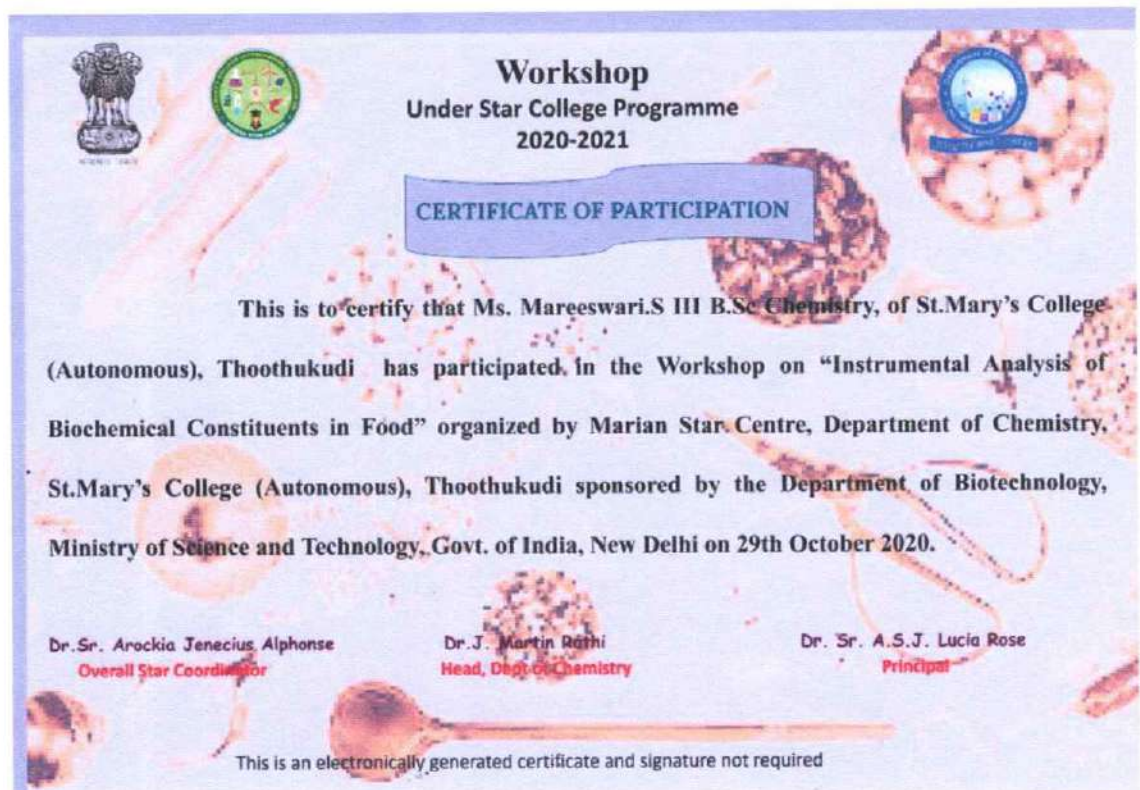 Workshop
Under Star College Programme
2020-2021
CERTIFICATE OF PARTICIPATION
This is to certify that Ms. Mareeswari.S III B.Sc Chemistry, of St.Mary's College
(Autonomous), Thoothukudi has participated in the Workshop on “Instrumental Analysis of
Biochemical Constituents in Food” organized by Marian Star Centre, Department of Chemistry,
St.Mary's College (Autonomous), Thoothukudi sponsored by the Department of Biotechnology,
Ministry of Science and Technology, Govt. of India, New Delhi on 29th October 2020.
Dr.Sr. Arockia Jenecius Alphonse Dr.J. Martin Rathi Dr. Sr. A.S.J. Lucia Rose
Overall Star Coordinator Head, Dept of Chemistry Principal
This is an electronically generated certificate and signature not required